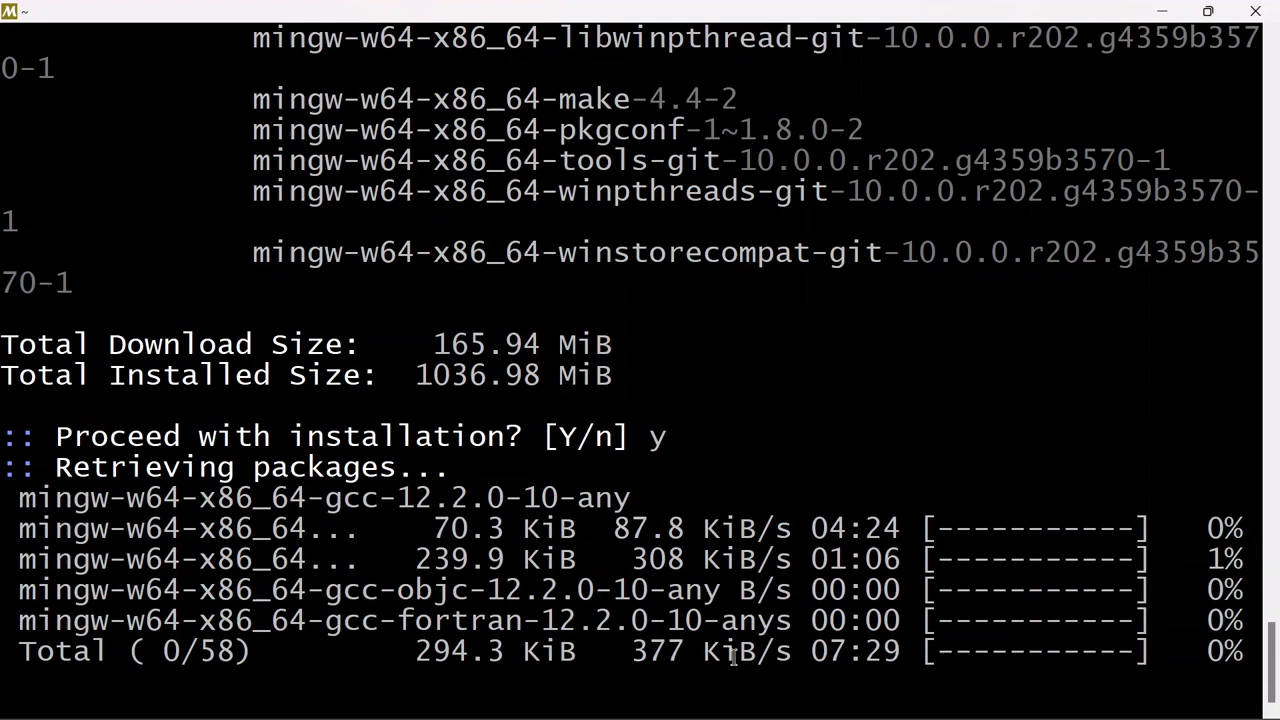 ~
mingw-w64-x86_64-libwinpthread-git-10.0.0.r202.g4359b357
0-1
mingw-w64-x86_64-make-4.4-2
mingw-w64-x86_64-pkgconf-1~1.8.0-2
mingw-w64-x86_64-tools-git-10.0.0.r202.g4359b3570-1
mingw-w64-x86_64-winpthreads-git-10.0.0.r202.g4359b3570-
1
mingw-w64-x86_64-winstorecompat-git-10.0.0.r202.g4359b35
70-1
Total Download Size:    165.94 MiB
Total Installed Size:  1036.98 MiB
:: Proceed with installation? [Y/n] y
:: Retrieving packages...
mingw-w64-x86_64-gcc-12.2.0-10-any
mingw-w64-x86_64...    70.3 KiB  87.8 KiB/s 04:24 [-----------]   0%
mingw-w64-x86_64...   239.9 KiB   308 KiB/s 01:06 [-----------]   1%
mingw-w64-x86_64-gcc-objc-12.2.0-10-any B/s 00:00 [-----------]   0%
mingw-w64-x86_64-gcc-fortran-12.2.0-10-anys 00:00 [-----------]   0%
Total ( 0/58)         294.3 KiB   377 KiB/s 07:29 [-----------]   0%